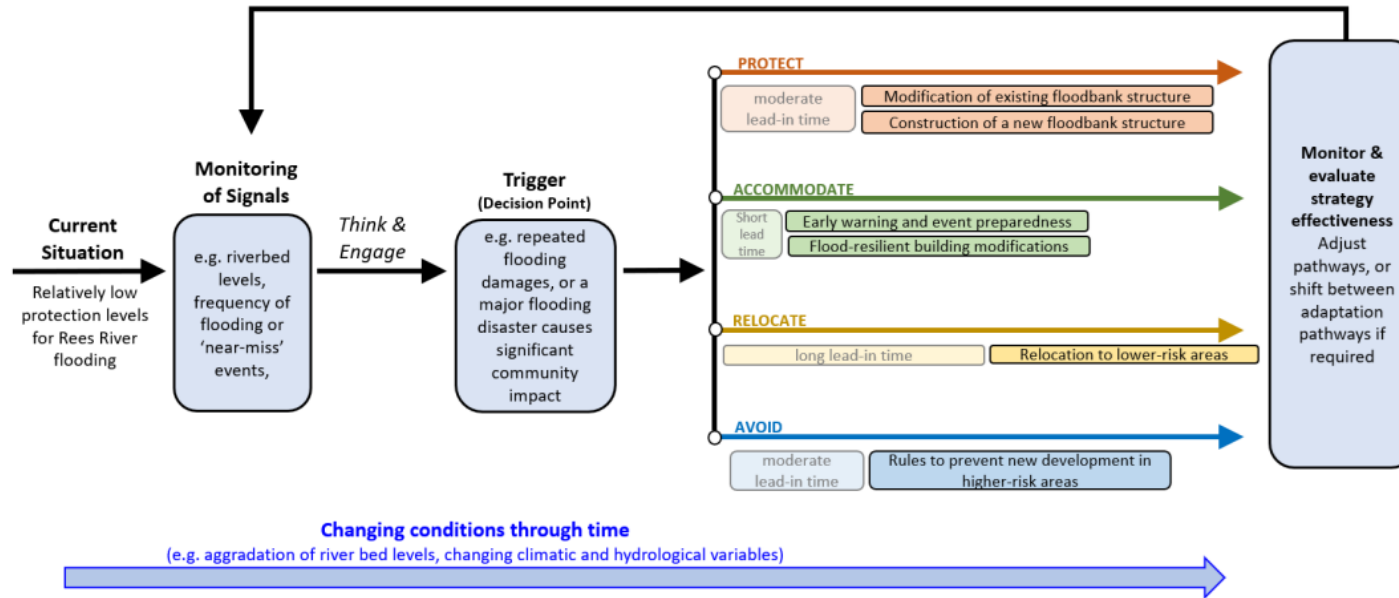 Current
Situation
Relatively low
protection levels
for Rees River
flooding
Monitoring
of Signals
e.g. riverbed
levels,
frequency of
flooding or
‘near-miss’
events,
Think &
Engage
Trigger
(Decision Point)
e.g. repeated
flooding
damages, or a
major flooding
disaster causes
significant
community
impact
PROTECT
moderate
lead-in time
Modification of existing floodbank structure
Construction of a new floodbank structure
ACCOMMODATE
Short
lead
time
Early warning and event preparedness
Flood-resilient building modifications
RELOCATE
long lead-in time
Relocation to lower-risk areas
AVOID
moderate
lead-in time
Rules to prevent new development in
higher-risk areas
Monitor &
evaluate
strategy
effectiveness
Adjust
pathways, or
shift between
adaptation
pathways if
required
Changing conditions through time
(e.g. aggradation of river bed levels, changing climatic and hydrological variables)